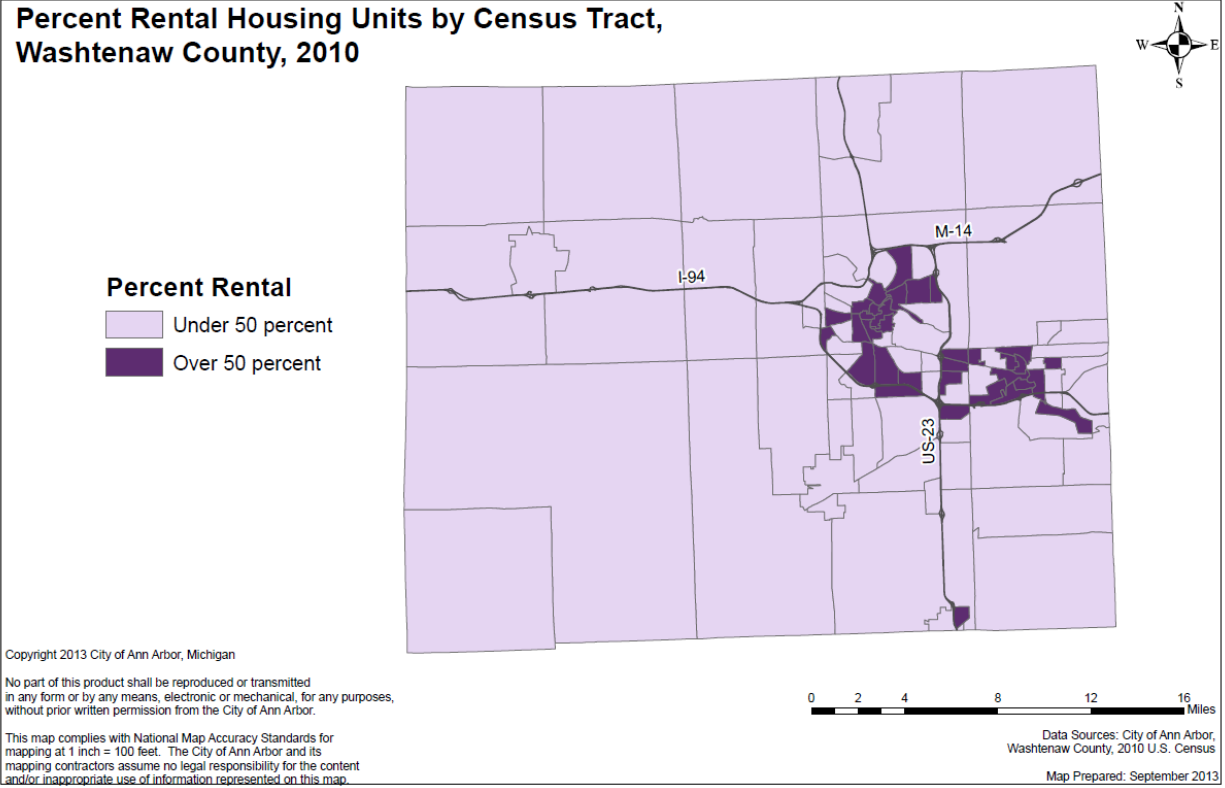 Percent Rental Housing Units by Census Tract,
Washtenaw County, 2010
N
W
E
S
M-14
I-94
US-23
Percent Rental
Under 50 percent
Over 50 percent
Copyright 2013 City of Ann Arbor, Michigan
No part of this product shall be reproduced or transmitted
in any form or by any means, electronic or mechanical, for any purposes,
without prior written permission from the City of Ann Arbor.
This map complies with National Map Accuracy Standards for
mapping at 1 inch = 100 feet. The City of Ann Arbor and its
mapping contractors assume no legal responsibility for the content
and/or inappropriate use of information represented on this map.
0 2 4 8 12 16
Miles
Data Sources: City of Ann Arbor,
Washtenaw County, 2010 U.S. Census
Map Prepared: September 2013